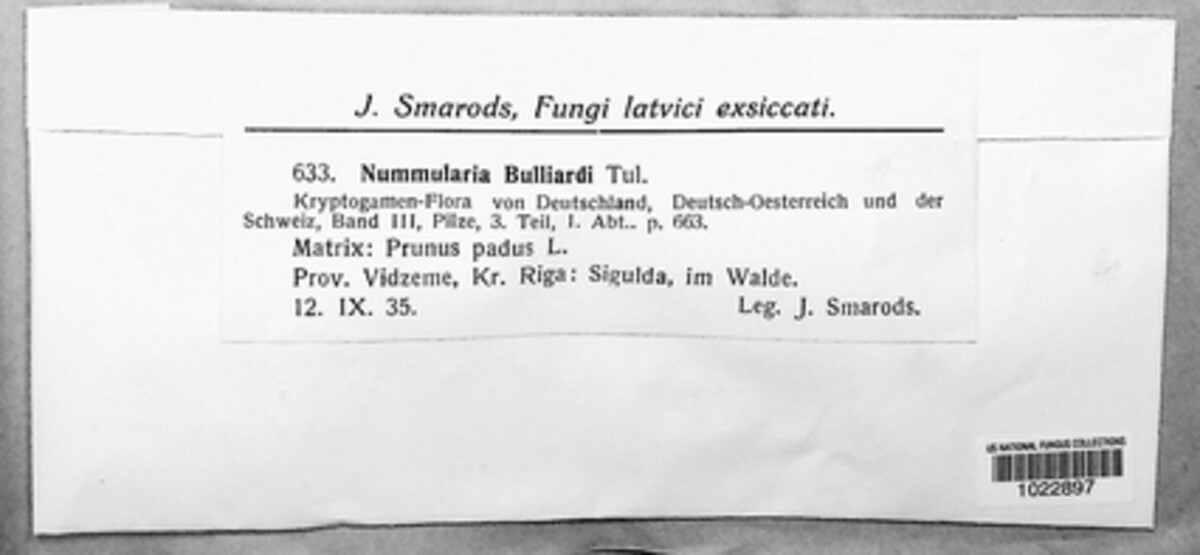 J. Smarods, Fungi latvici exsiccati.
633. Nummularia Bulliardi Tul.
Kryptogamen-Flora von Deutschland, Deutsch-Oesterreich und der
Schweiz, Band III, Pilze, 3. Teil, I. Abt.. p. 663.
Matrix: Prunus padus L.
Prov. Vidzeme, Kr. Riga: Sigulda, im Walde.
12. IX. 35. Leg. J. Smarods.
US NATIONAL FUNGUS COLLECTIONS
1022897